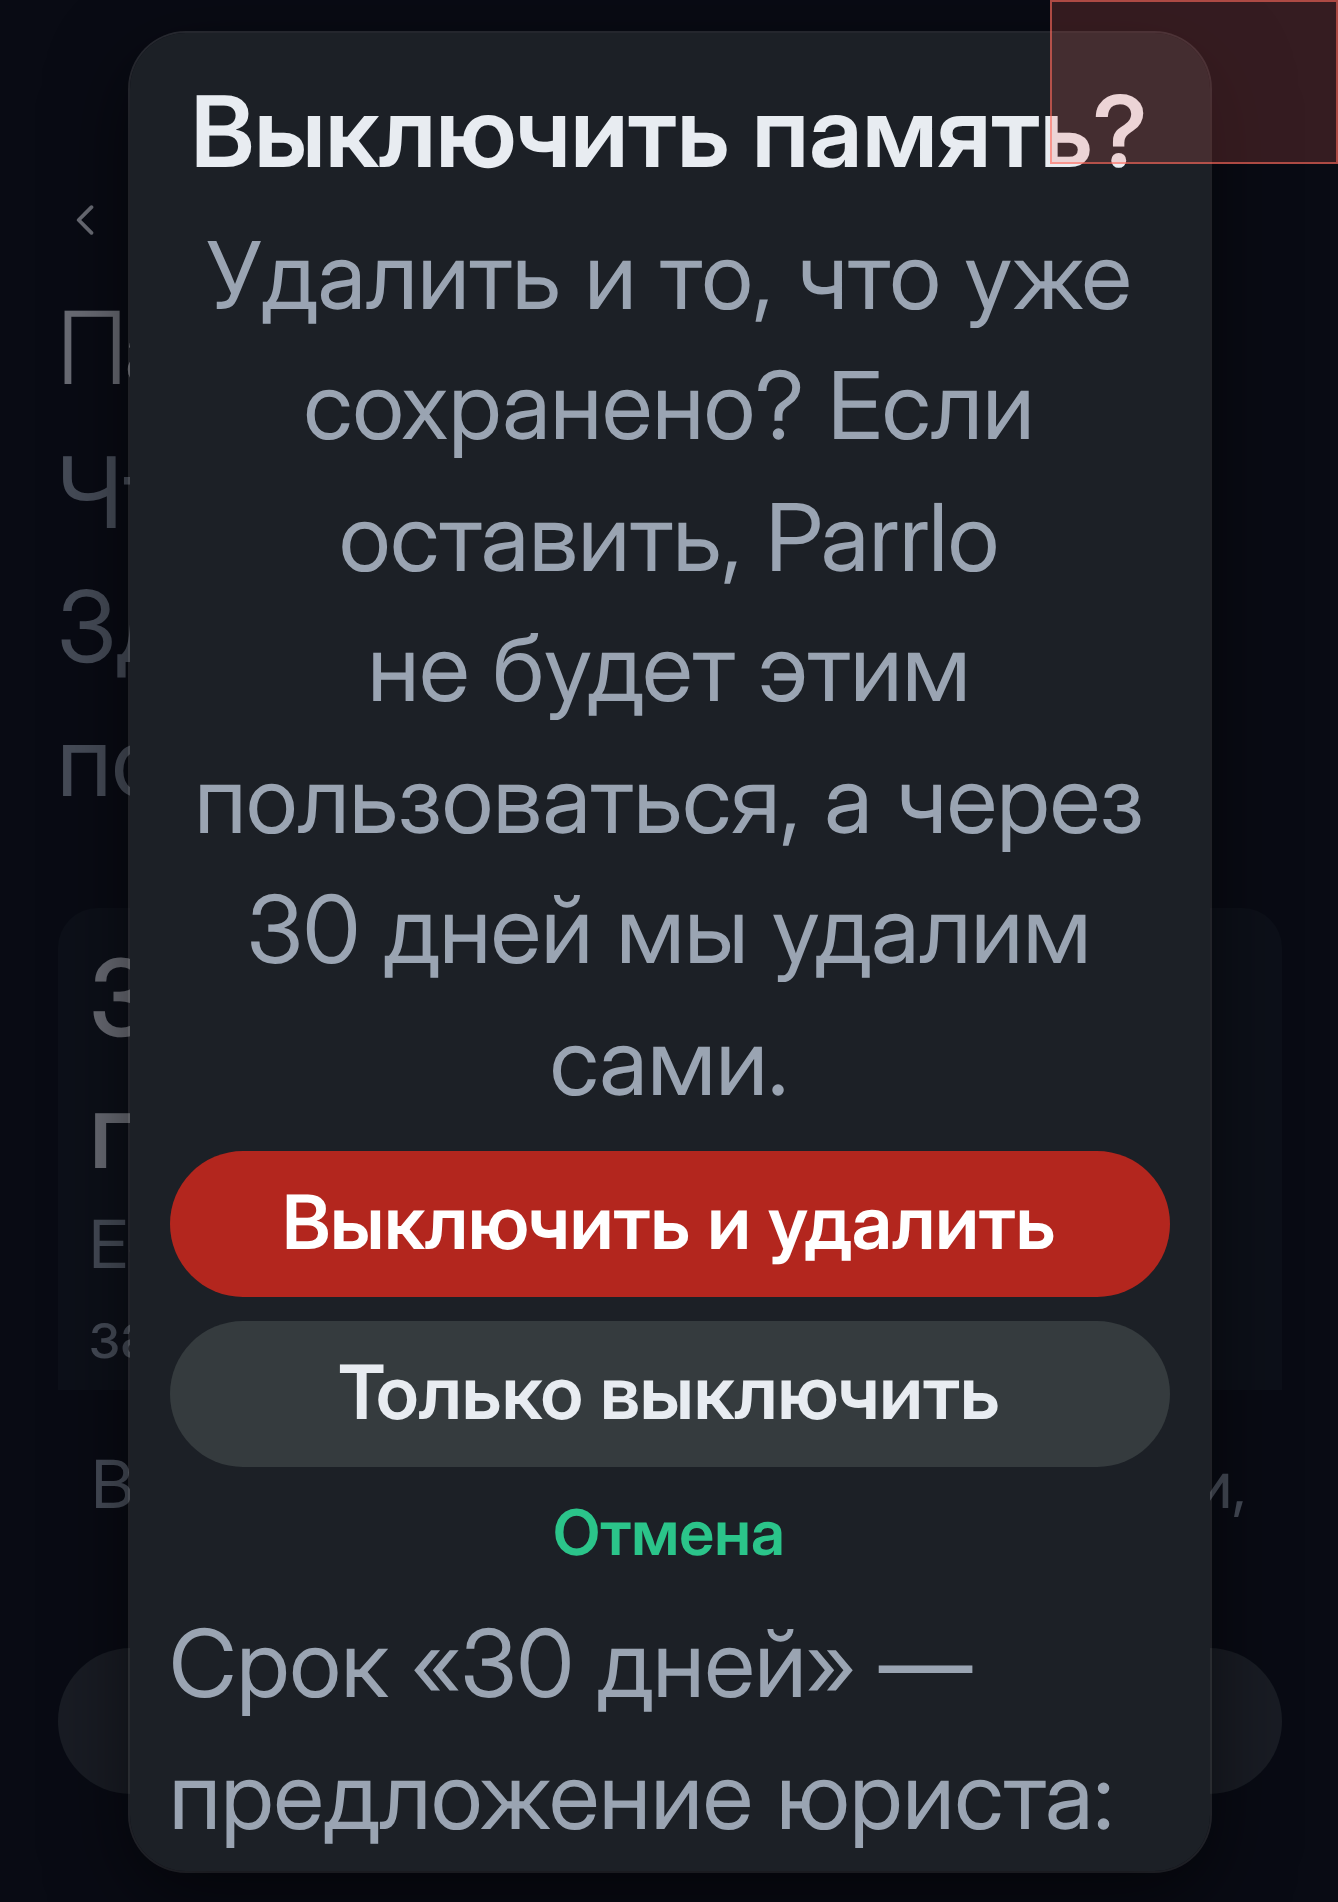 Выключить память?
Удалить и то, что уже
сохранено? Если
оставить, Parrlo
не будет этим
пользоваться, а через
30 дней мы удалим
сами.
Выключить и удалить
Только выключить
Отмена
Срок «30 дней» —
предложение юриста: